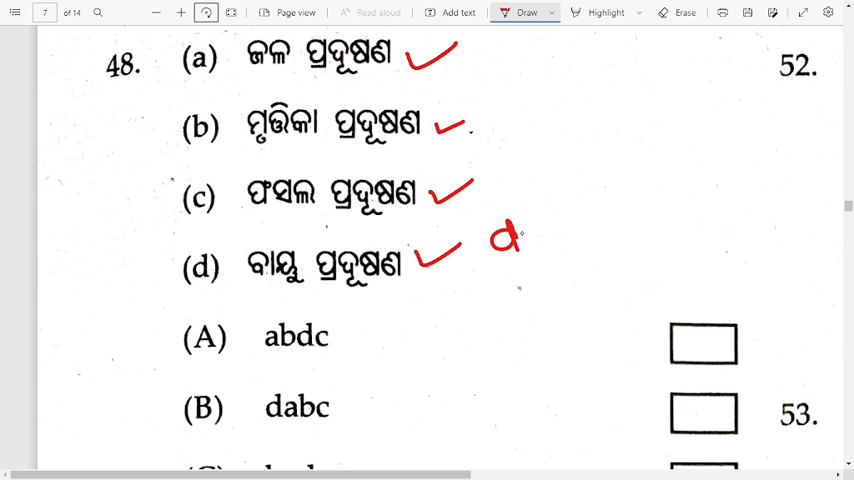 7 of 14 Page view Read aloud Add text Draw Highlight Erase
48. (a) ଜଳ ପ୍ରଦୂଷଣ 52.
(b) ମୃତ୍ତିକା ପ୍ରଦୂଷଣ
(c) ଫସଲ ପ୍ରଦୂଷଣ
d
(d) ବାୟୁ ପ୍ରଦୂଷଣ
(A) abdc
(B) dabc 53.